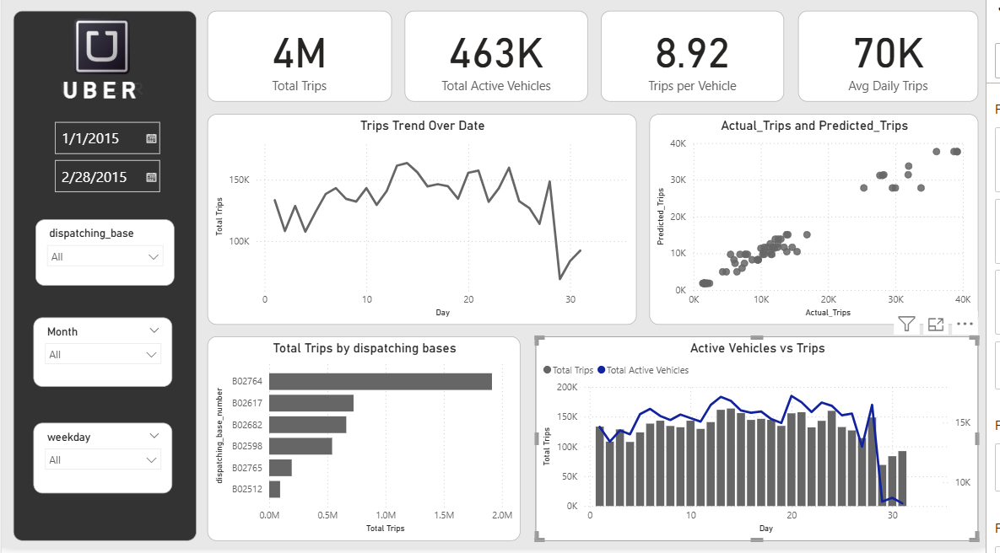 UBER
1/1/2015
2/28/2015
dispatching_base
All
Month
All
weekday
All
4M
Total Trips
463K
Total Active Vehicles
8.92
Trips per Vehicle
70K
Avg Daily Trips
Trips Trend Over Date
Total Trips
150K
100K
0 10 20 30
Day
Actual_Trips and Predicted_Trips
Predicted_Trips
40K
30K
20K
10K
0K
0K 10K 20K 30K 40K
Actual_Trips
Total Trips by dispatching bases
dispatching_base_number
B02764
B02617
B02682
B02598
B02765
B02512
0.0M 0.5M 1.0M 1.5M 2.0M
Total Trips
Active Vehicles vs Trips
Total Trips Total Active Vehicles
Total Trips
200K
150K
100K
50K
0K
15K
10K
0 10 20 30
Day
F
F
F